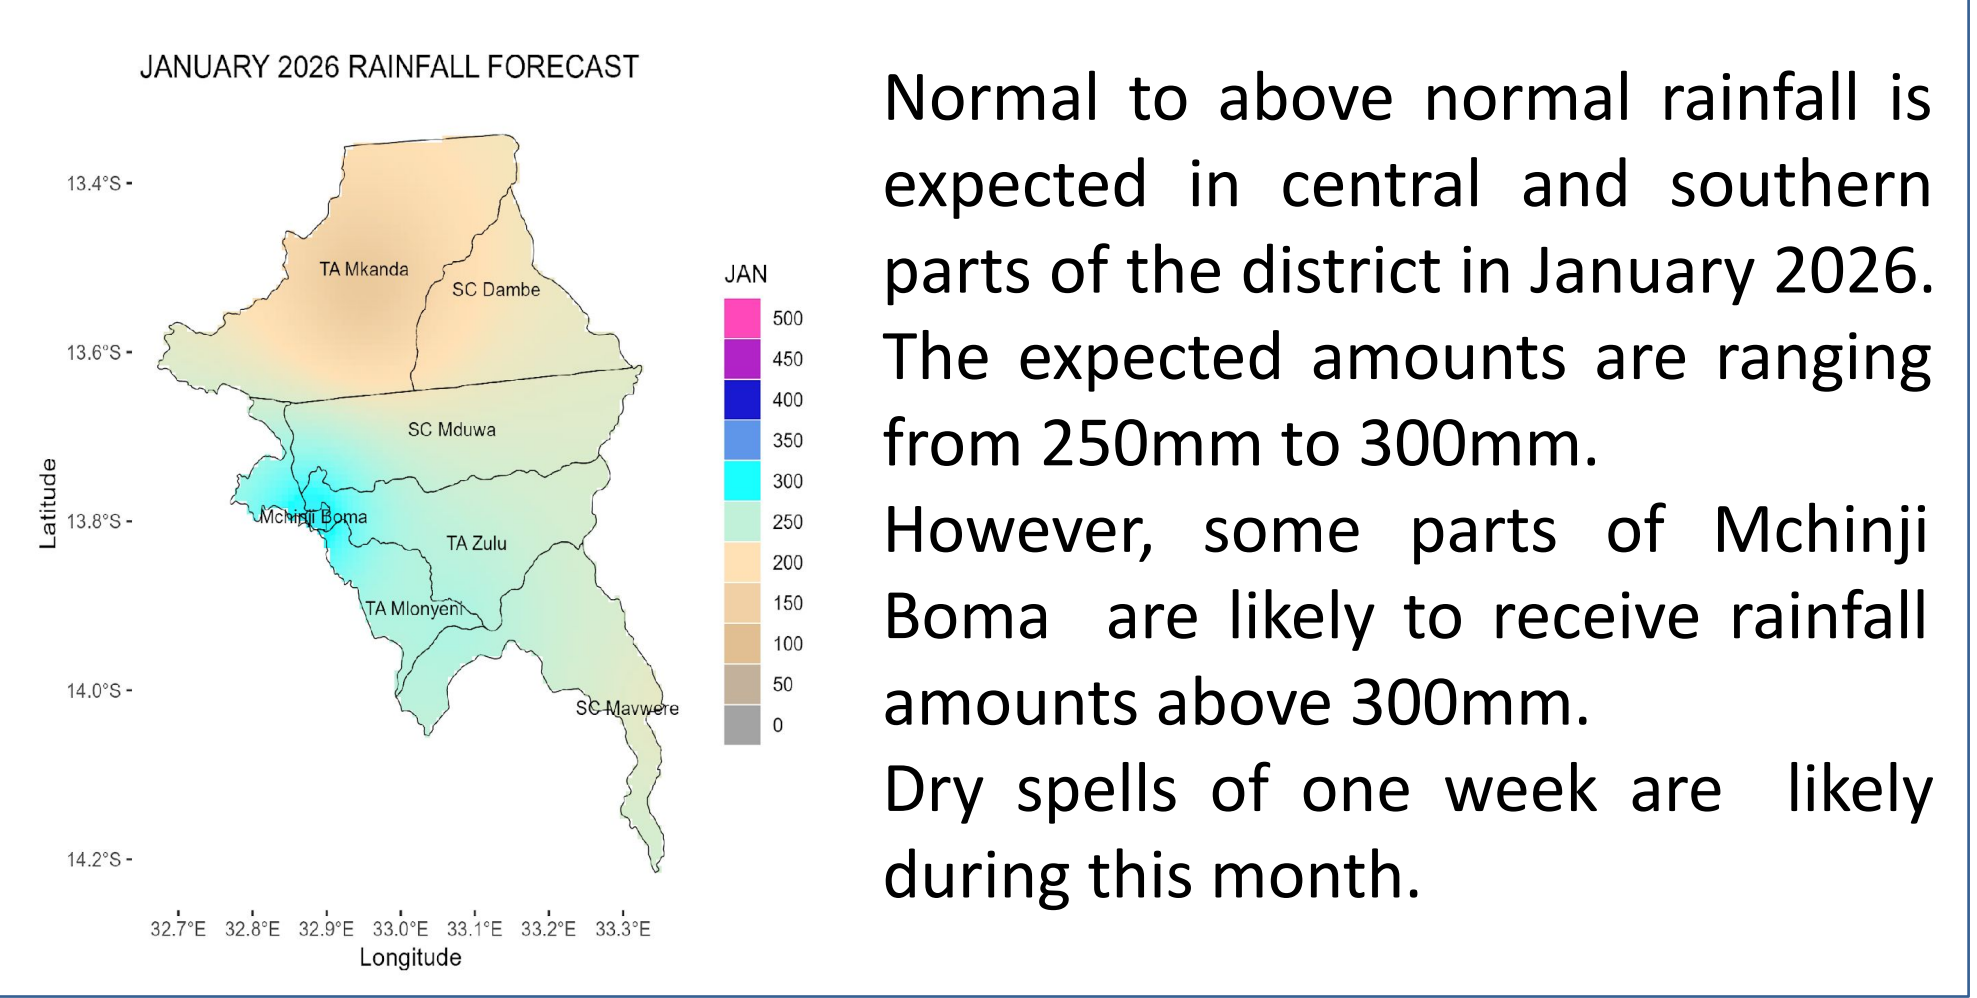 JANUARY 2026 RAINFALL FORECAST
13.4°S
13.6°S
13.8°S
14.0°S
14.2°S
Latitude
32.7°E 32.8°E 32.9°E 33.0°E 33.1°E 33.2°E 33.3°E
Longitude
TA Mkanda
SC Dambe
SC Mduwa
Mchinji Boma
TA Zulu
TA Mlonyeni
SC Mavwere
JAN
500
450
400
350
300
250
200
150
100
50
0
Normal to above normal rainfall is
expected in central and southern
parts of the district in January 2026.
The expected amounts are ranging
from 250mm to 300mm.
However, some parts of Mchinji
Boma are likely to receive rainfall
amounts above 300mm.
Dry spells of one week are likely
during this month.